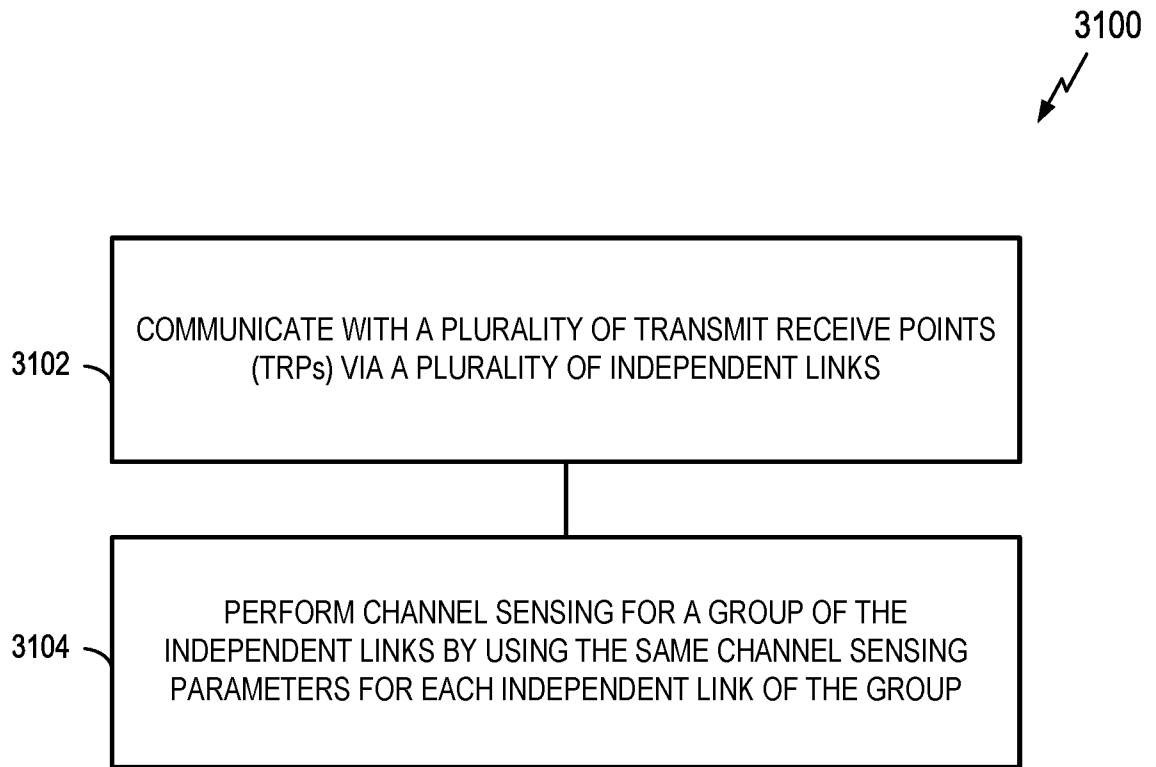 3100
COMMUNICATE WITH A PLURALITY OF TRANSMIT RECEIVE POINTS
(TRPs) VIA A PLURALITY OF INDEPENDENT LINKS
3102
PERFORM CHANNEL SENSING FOR A GROUP OF THE
INDEPENDENT LINKS BY USING THE SAME CHANNEL SENSING
PARAMETERS FOR EACH INDEPENDENT LINK OF THE GROUP
3104